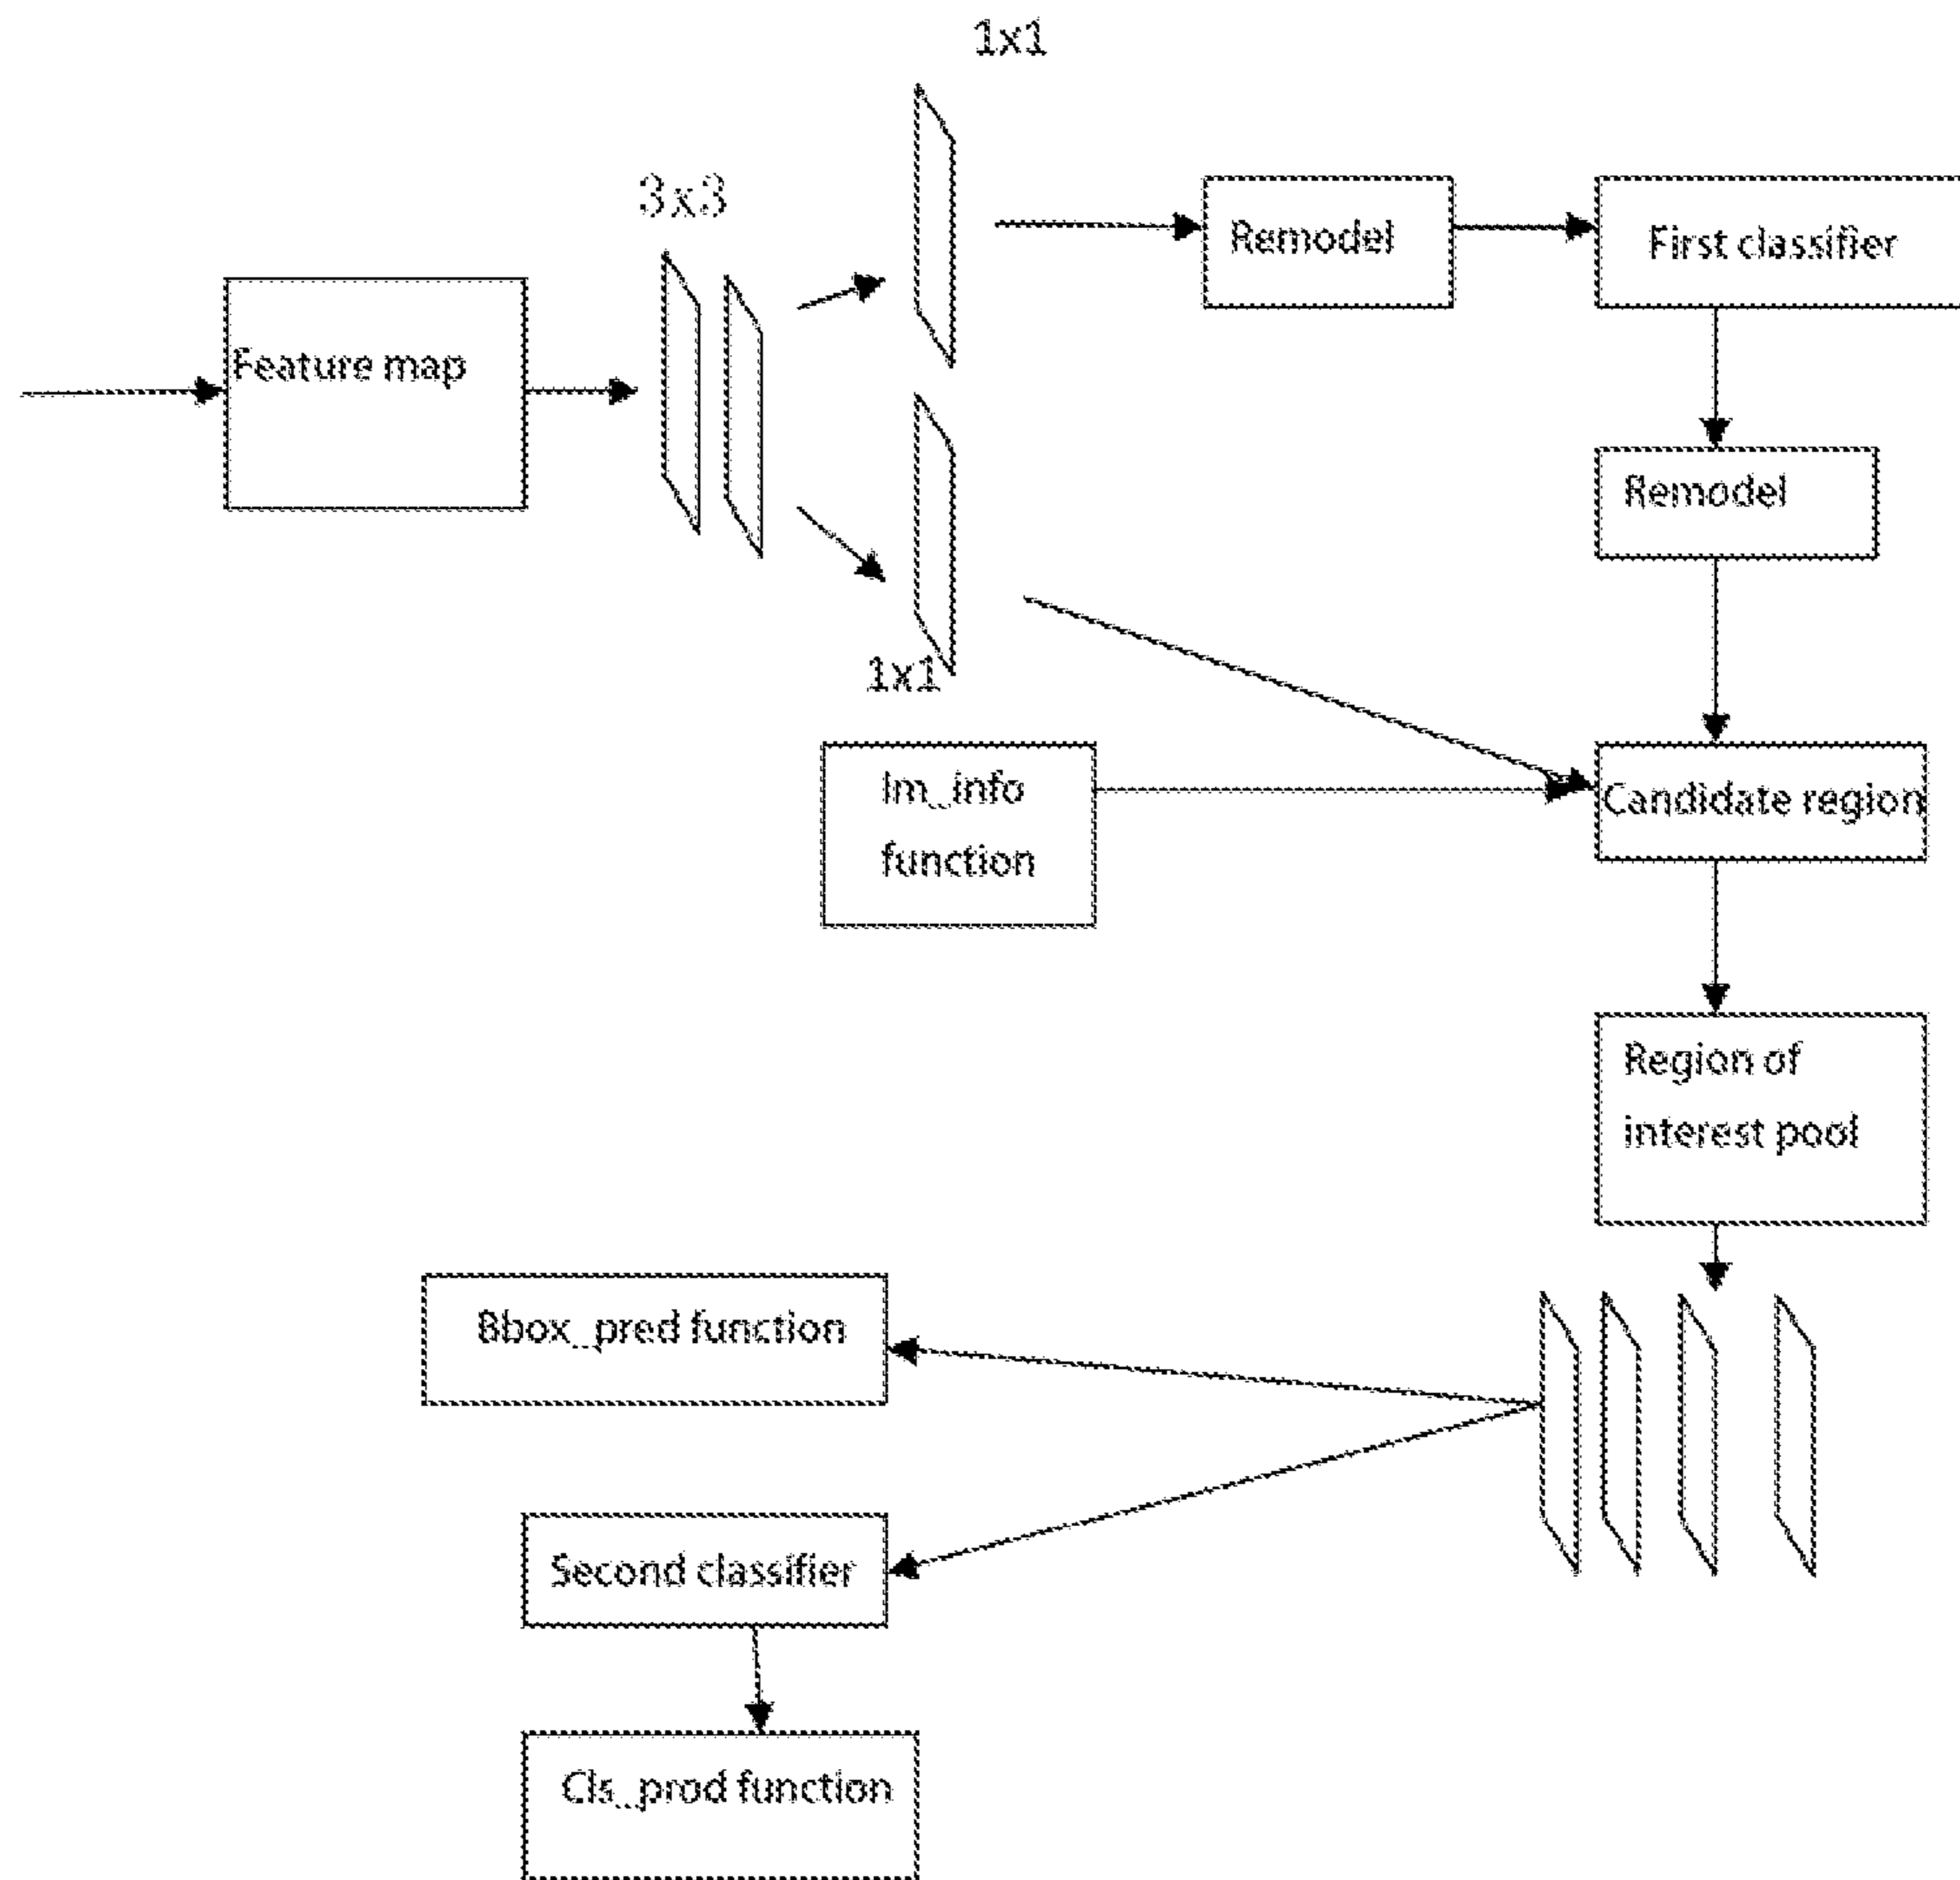 1x1
3x3
Remodel
First classifier
Feature map
Remodel
1x1
Im_info
function
Candidate region
Region of
interest pool
Bbox_pred function
Second classifier
Cls_prod function